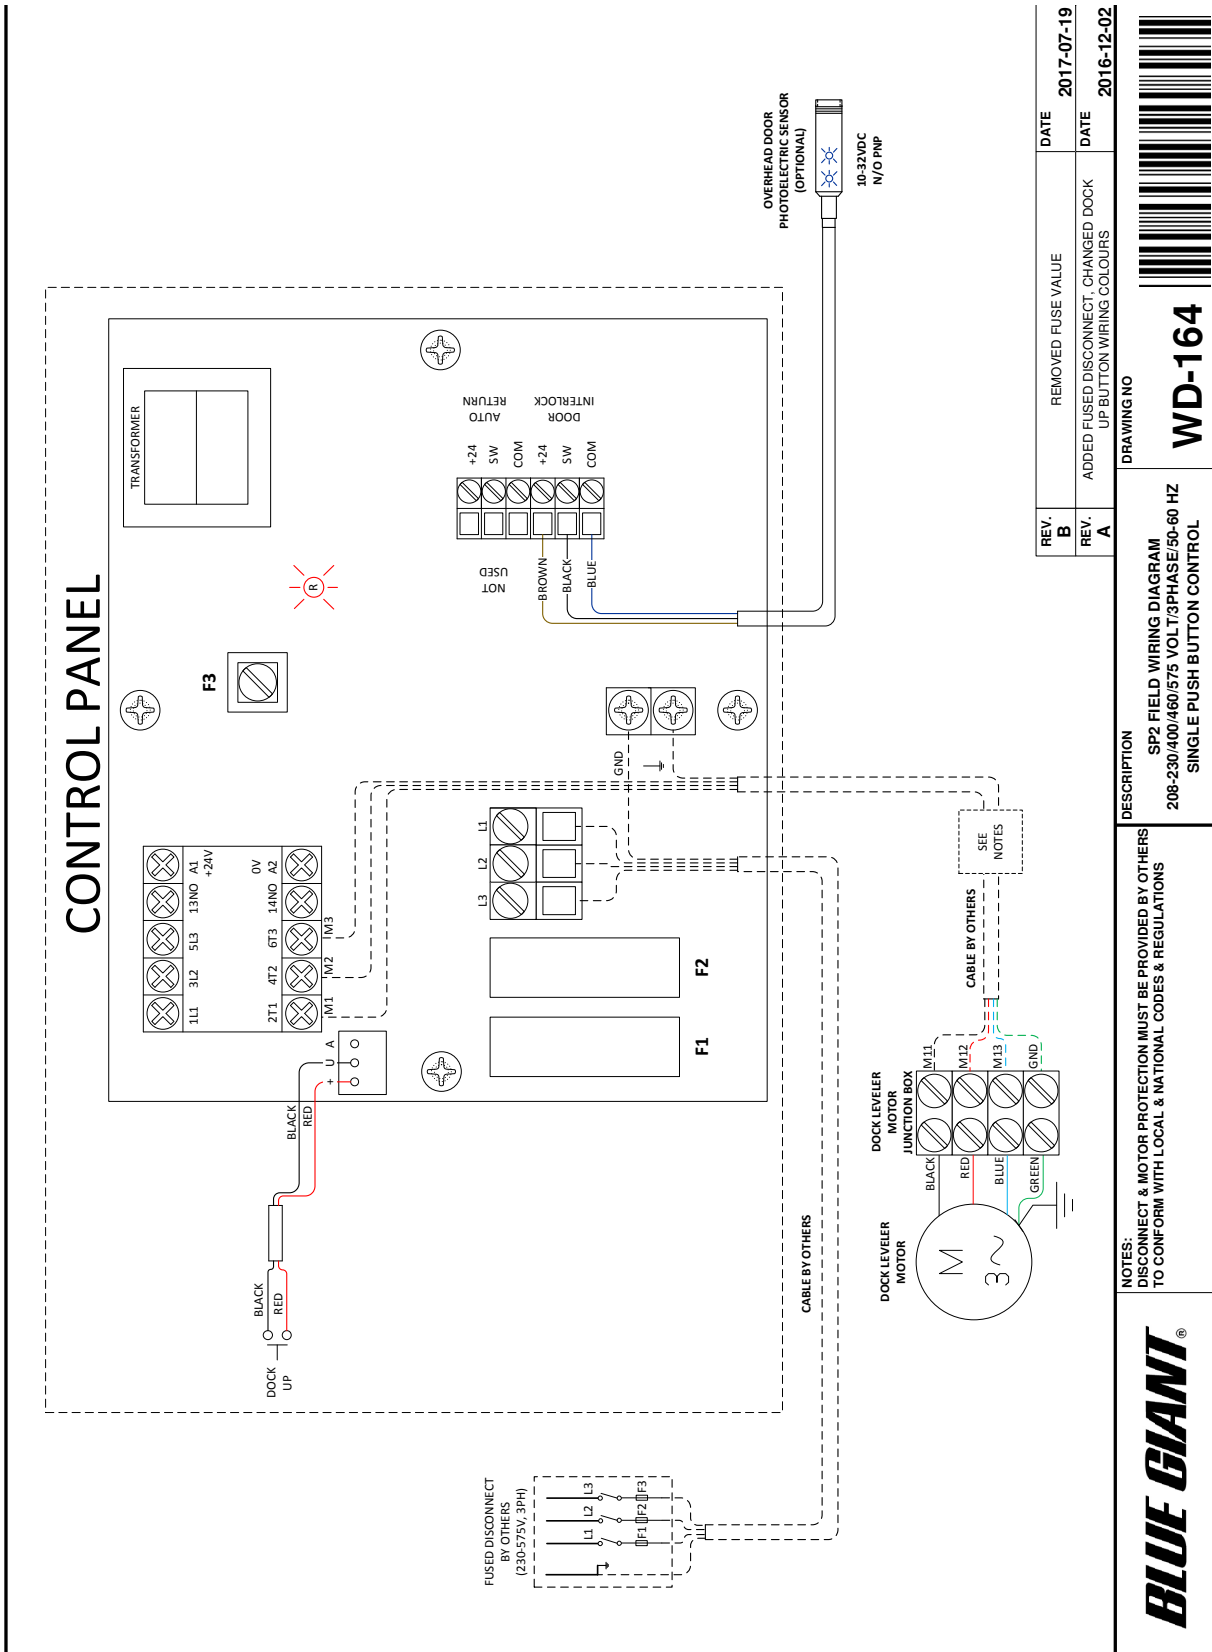 CONTROL PANEL
TRANSFORMER
F3
R
1L1
3L2
5L3
13NO
A1
+24V
2T1
4T2
6T3
14NO
0V
A2
M1
M2
M3
+
U
A
BLACK
RED
BLACK
RED
DOCK
UP
F1
F2
L3
L2
L1
GND
AUTO
RETURN
DOOR
INTERLOCK
+24
SW
COM
+24
SW
COM
NOT
USED
BROWN
BLACK
BLUE
OVERHEAD DOOR
PHOTOELECTRIC SENSOR
(OPTIONAL)
10-32VDC
N/O PNP
FUSED DISCONNECT
BY OTHERS
(230-575V, 3PH)
L1
L2
L3
F1
F2
F3
CABLE BY OTHERS
DOCK LEVELER
MOTOR
M
3~
DOCK LEVELER
MOTOR
JUNCTION BOX
BLACK
RED
BLUE
GREEN
M11
M12
M13
GND
CABLE BY OTHERS
SEE
NOTES
REV.
B
REMOVED FUSE VALUE
DATE
2017-07-19
REV.
A
ADDED FUSED DISCONNECT, CHANGED DOCK
UP BUTTON WIRING COLOURS
DATE
2016-12-02
BLUE GIANT®
NOTES:
DISCONNECT & MOTOR PROTECTION MUST BE PROVIDED BY OTHERS
TO CONFORM WITH LOCAL & NATIONAL CODES & REGULATIONS
DESCRIPTION
SP2 FIELD WIRING DIAGRAM
208-230/400/460/575 VOLT/3PHASE/50-60 HZ
SINGLE PUSH BUTTON CONTROL
DRAWING NO
WD-164